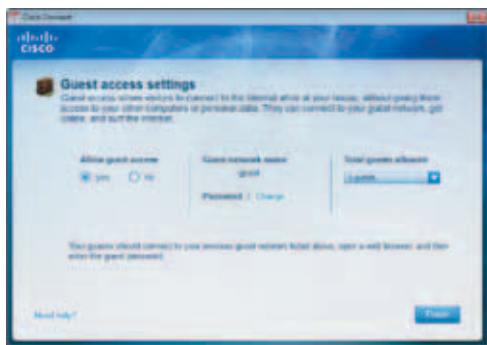 Cisco Connect
CISCO
Guest access settings
Guest access allows visitors to connect to the Internet while at your house, without giving them
access to your other computers or personal data. They can connect to your guest network, get
online, and surf the Internet.
Allow guest access
Guest network name
Total guests allowed
yes
no
guest
Password
Change
Your guests should connect to your wireless guest network listed above, open a web browser, and then
enter the guest password.
Need help?